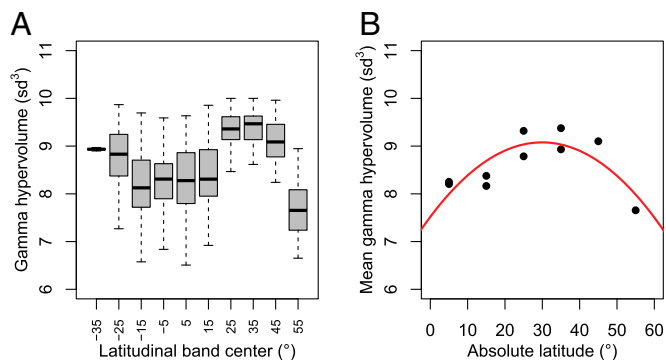 A
Gamma hypervolume (sd³)
11
10
9
8
7
6
−35 −25 −15 −5 5 15 25 35 45 55
Latitudinal band center (°)
B
Mean gamma hypervolume (sd³)
11
10
9
8
7
6
0 10 20 30 40 50 60
Absolute latitude (°)